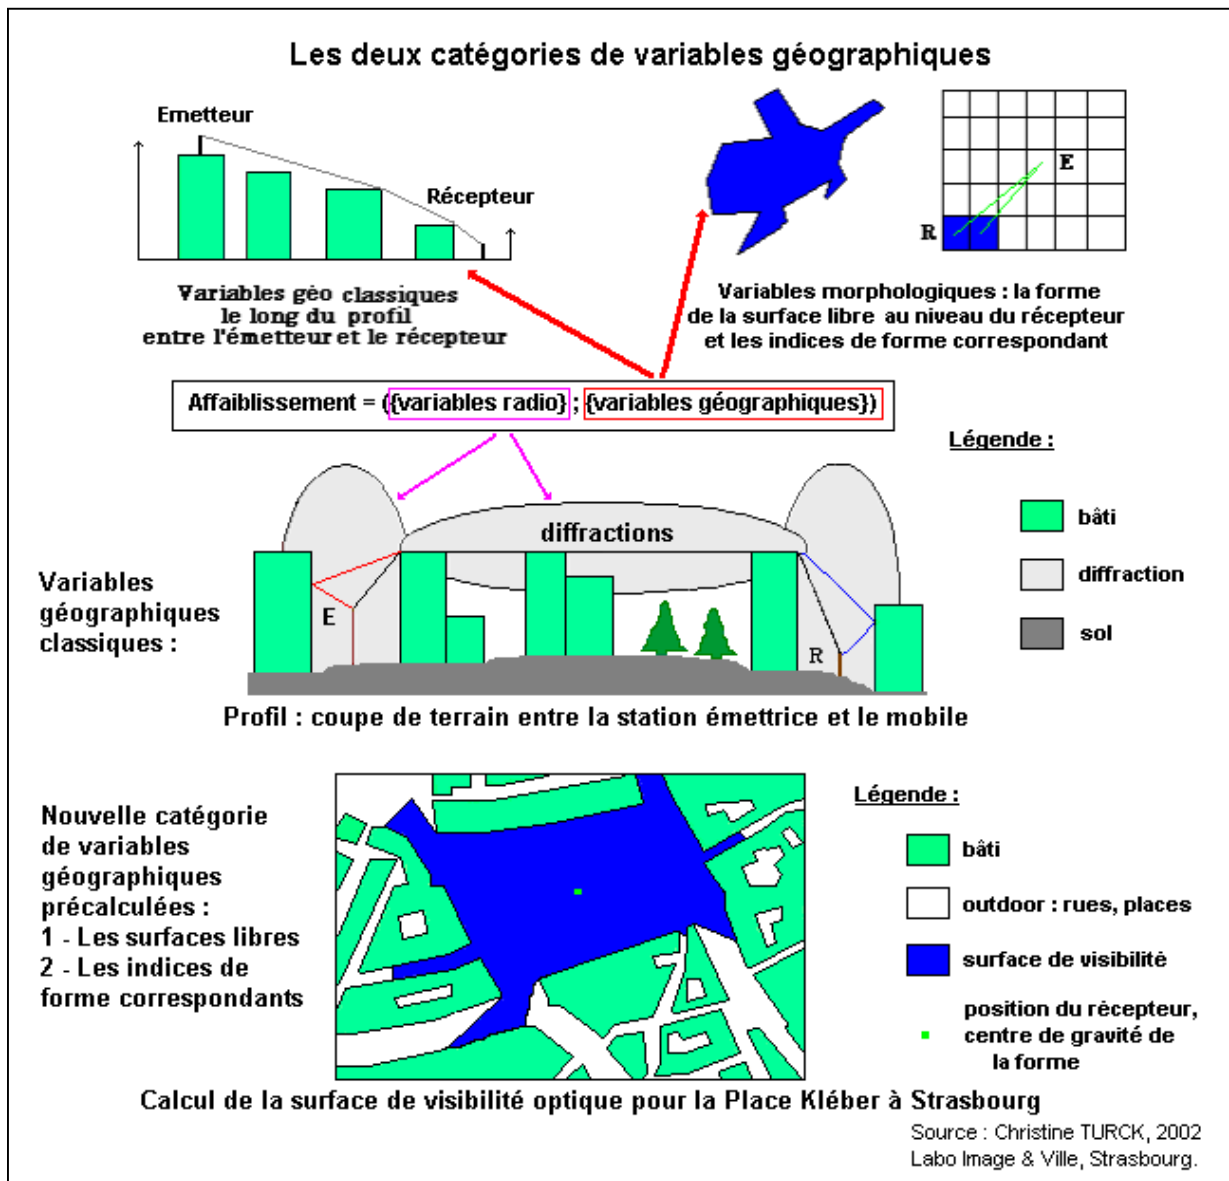 Les deux catégories de variables géographiques
Emetteur
Récepteur
E
R
Variables géo classiques
le long du profil
entre l'émetteur et le récepteur
Variables morphologiques : la forme
de la surface libre au niveau du récepteur
et les indices de forme correspondant
Affaiblissement = ({variables radio} ; {variables géographiques})
Légende :
bâti
diffraction
sol
diffractions
Variables
géographiques
classiques :
E
R
Profil : coupe de terrain entre la station émettrice et le mobile
Nouvelle catégorie
de variables
géographiques
précalculées :
1 - Les surfaces libres
2 - Les indices de
forme correspondants
Légende :
bâti
outdoor : rues, places
surface de visibilité
position du récepteur,
centre de gravité de
la forme
Calcul de la surface de visibilité optique pour la Place Kléber à Strasbourg
Source : Christine TURCK, 2002
Labo Image & Ville, Strasbourg.